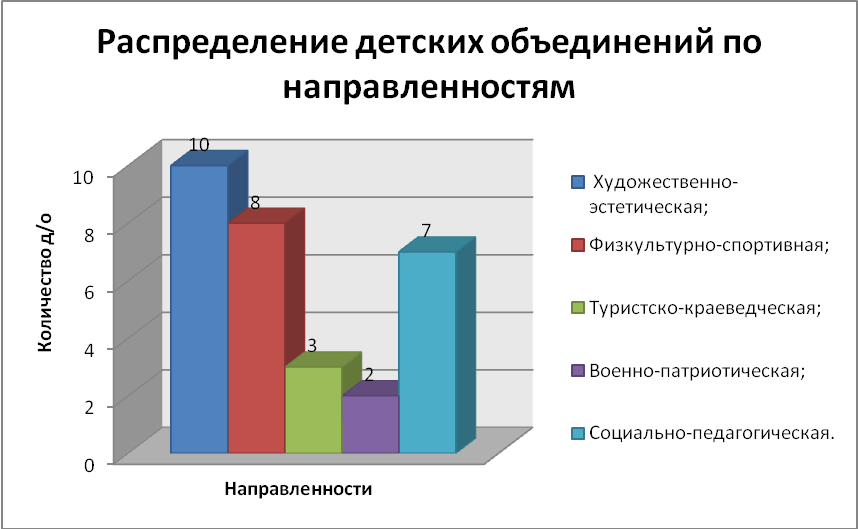 Распределение детских объединений по
направленностям
Количество д/о
10
8
6
4
2
0
10
8
3
2
7
Направленности
Художественно-
эстетическая;
Физкультурно-спортивная;
Туристско-краеведческая;
Военно-патриотическая;
Социально-педагогическая.